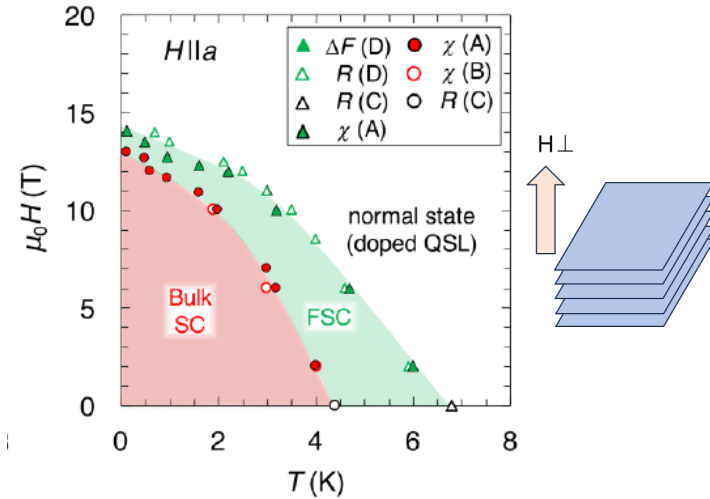 H||a
ΔF (D)
R (D)
R (C)
χ (A)
χ (A)
χ (B)
R (C)
H⊥
normal state
(doped QSL)
Bulk
SC
FSC
μ₀H (T)
20
15
10
5
0
0
2
4
6
8
T (K)